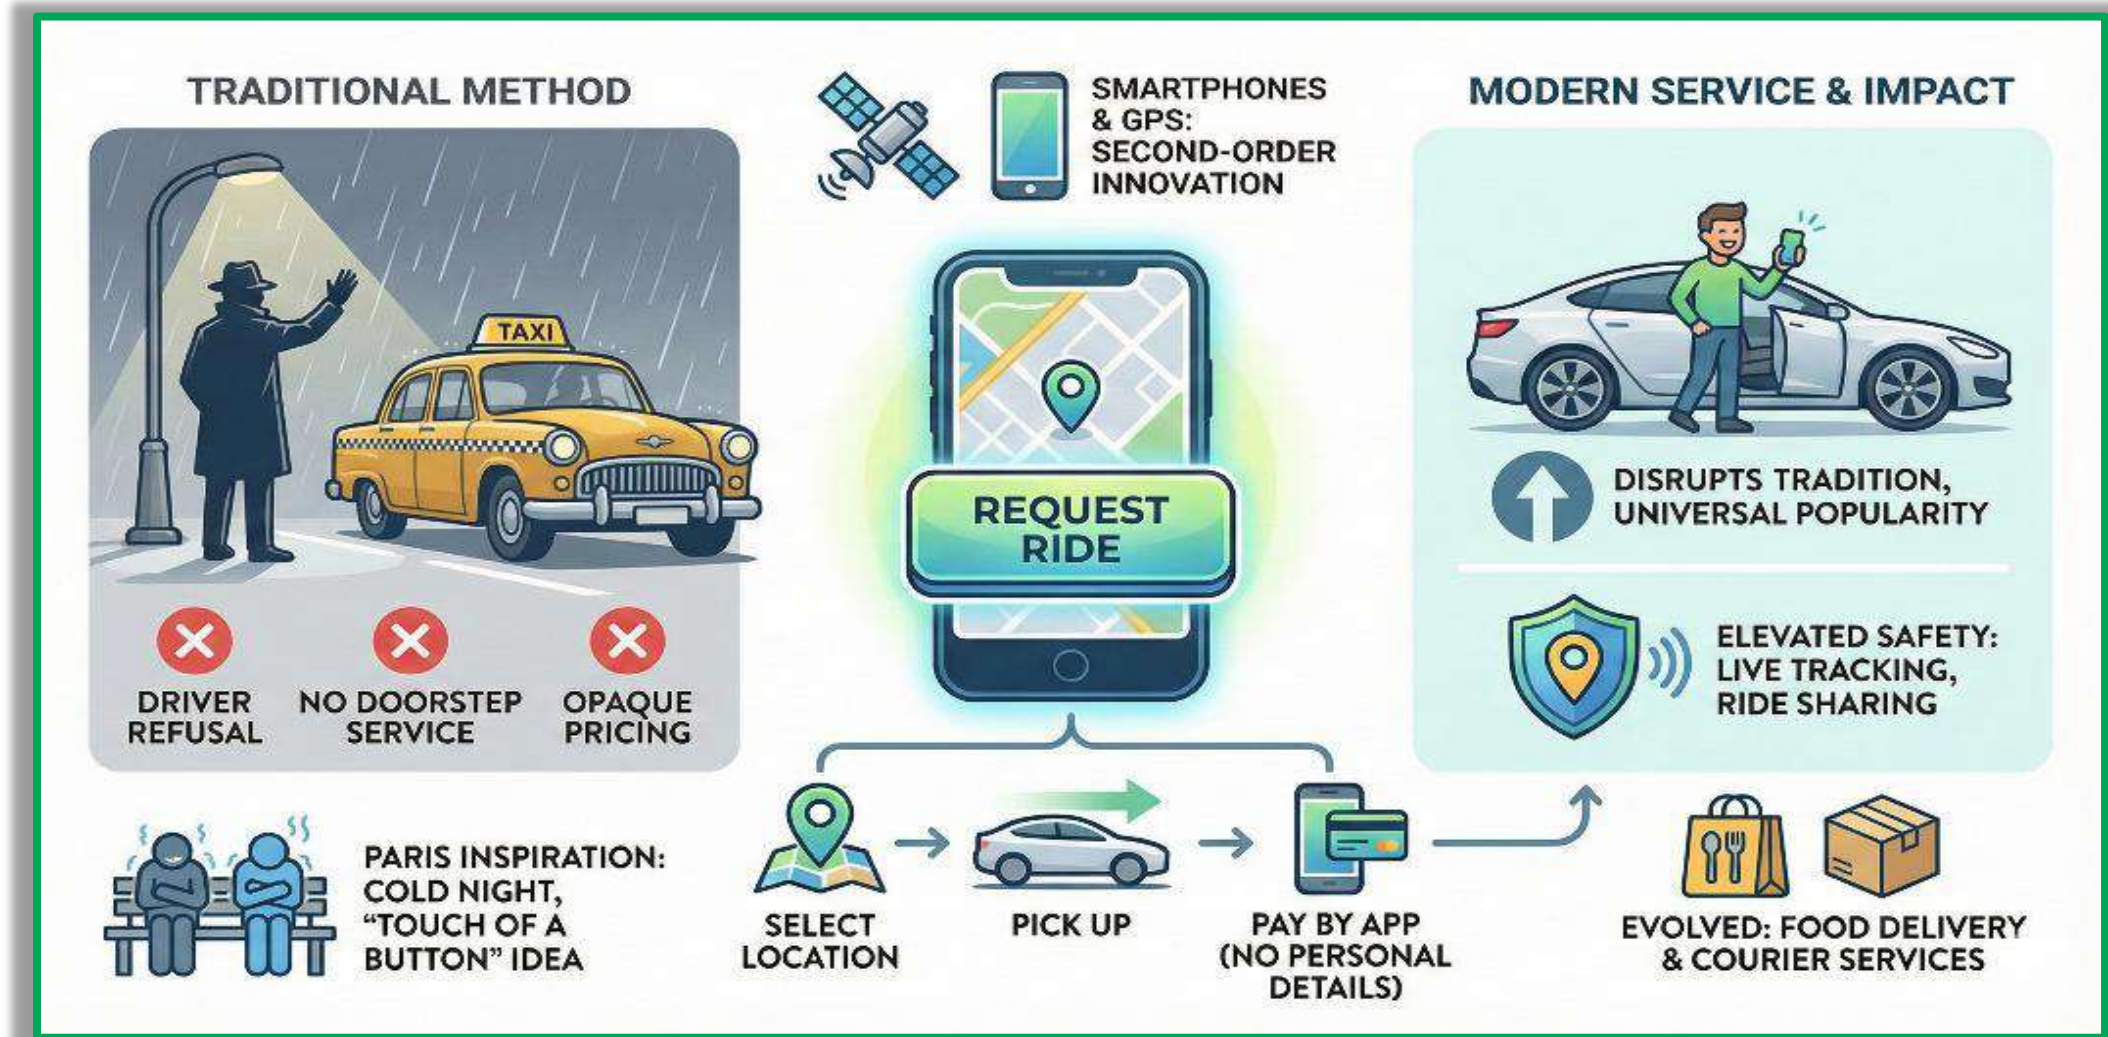 TRADITIONAL METHOD
TAXI
DRIVER
REFUSAL
NO DOORSTEP
SERVICE
OPAQUE
PRICING
PARIS INSPIRATION:
COLD NIGHT,
“TOUCH OF A
BUTTON” IDEA
SMARTPHONES
& GPS:
SECOND-ORDER
INNOVATION
REQUEST
RIDE
SELECT
LOCATION
PICK UP
PAY BY APP
(NO PERSONAL
DETAILS)
MODERN SERVICE & IMPACT
DISRUPTS TRADITION,
UNIVERSAL POPULARITY
ELEVATED SAFETY:
LIVE TRACKING,
RIDE SHARING
EVOLVED: FOOD DELIVERY
& COURIER SERVICES